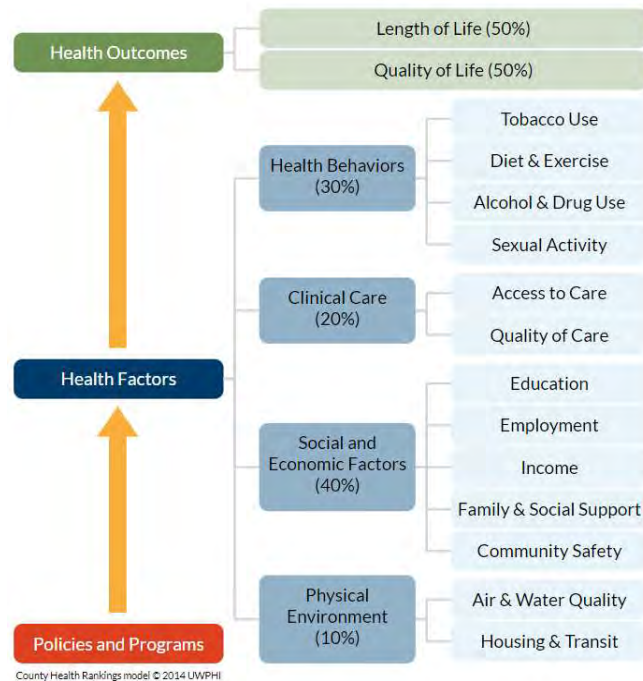 Health Outcomes
Length of Life (50%)
Quality of Life (50%)
Health Factors
Health Behaviors
(30%)
Tobacco Use
Diet & Exercise
Alcohol & Drug Use
Sexual Activity
Clinical Care
(20%)
Access to Care
Quality of Care
Social and
Economic Factors
(40%)
Education
Employment
Income
Family & Social Support
Community Safety
Physical
Environment
(10%)
Air & Water Quality
Housing & Transit
Policies and Programs
County Health Rankings model © 2014 UWPHI